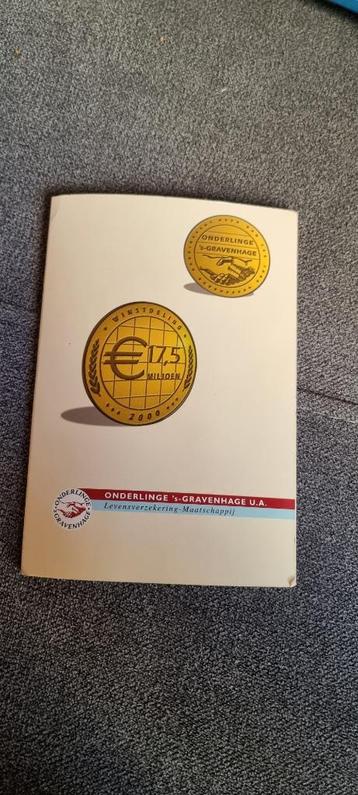 ONDERLINGE
's-GRAVENHAGE
WINSTDELING
€17,5
MILJOEN
2000
ONDERLINGE 's-GRAVENHAGE U.A.
Levensverzekering-Maatschappij
ONDERLINGE
's-GRAVENHAGE